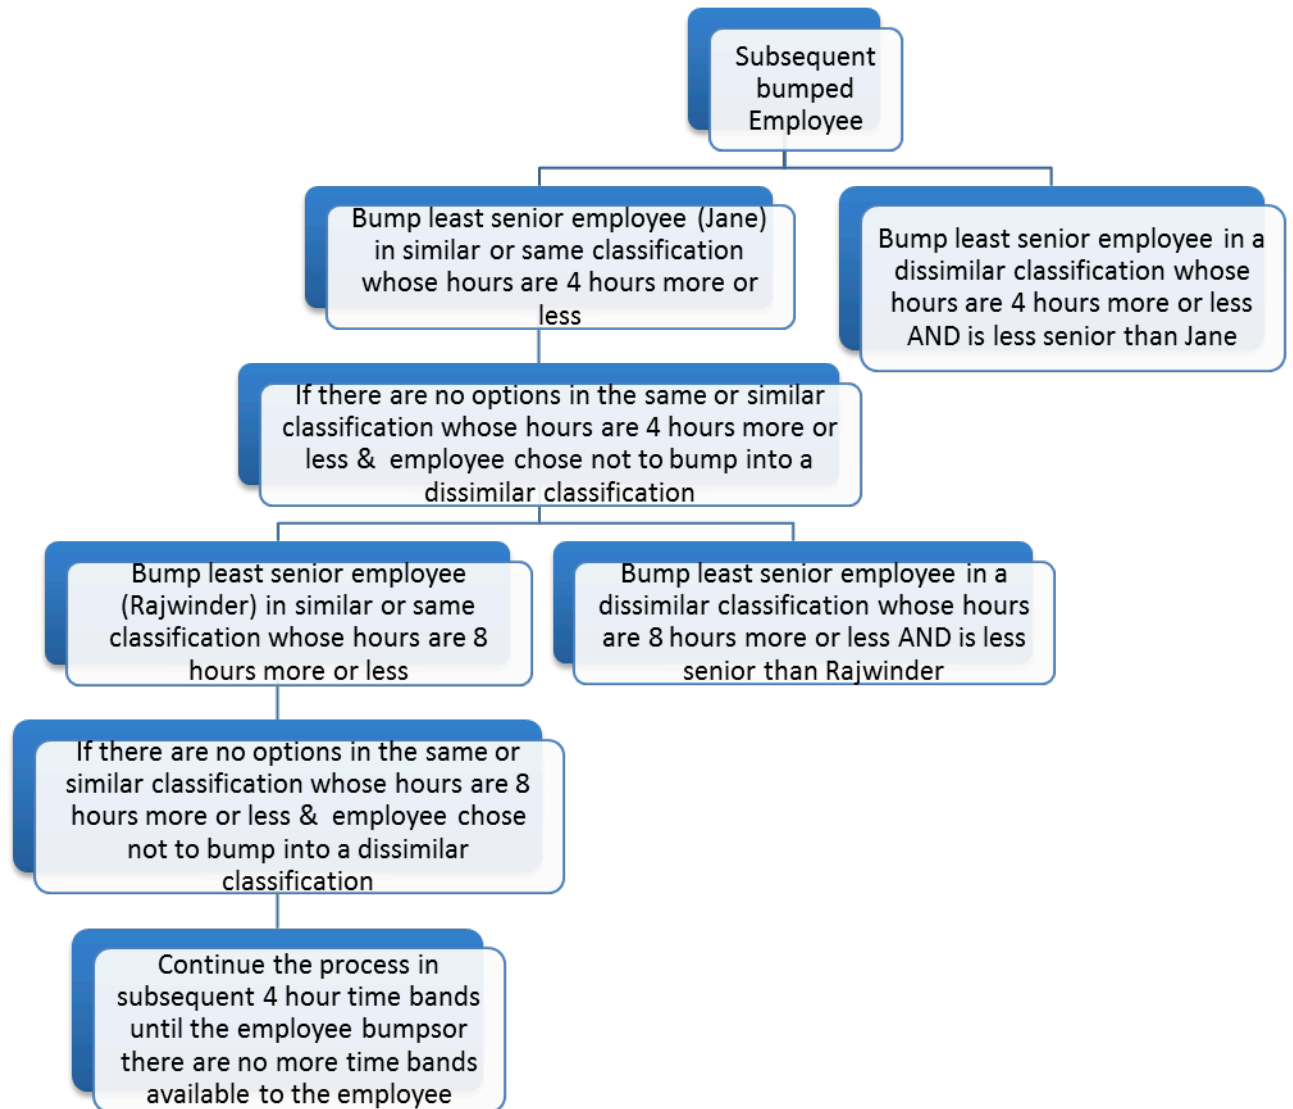 Subsequent
bumped
Employee
Bump least senior employee (Jane)
in similar or same classification
whose hours are 4 hours more or
less
Bump least senior employee in a
dissimilar classification whose
hours are 4 hours more or less
AND is less senior than Jane
If there are no options in the same or similar
classification whose hours are 4 hours more or
less & employee chose not to bump into a
dissimilar classification
Bump least senior employee
(Rajwinder) in similar or same
classification whose hours are 8
hours more or less
Bump least senior employee in a
dissimilar classification whose hours
are 8 hours more or less AND is less
senior than Rajwinder
If there are no options in the same or
similar classification whose hours are 8
hours more or less & employee chose
not to bump into a dissimilar
classification
Continue the process in
subsequent 4 hour time bands
until the employee bumpsor
there are no more time bands
available to the employee